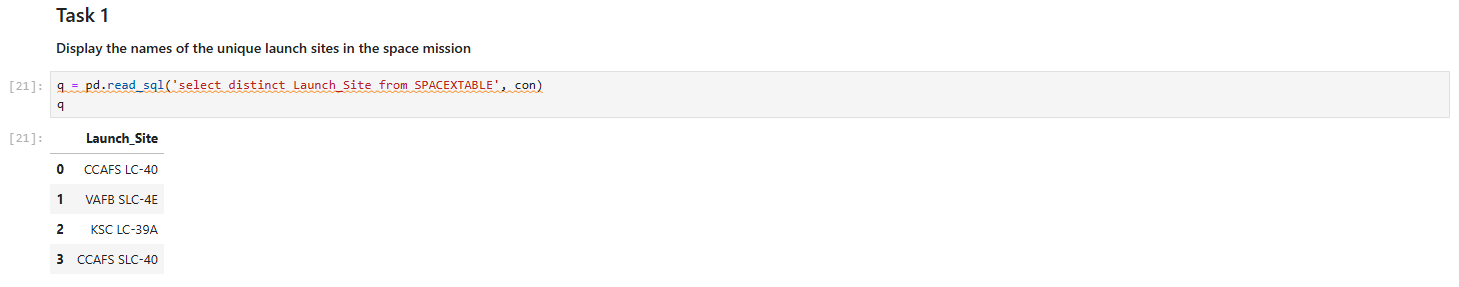 Task 1
Display the names of the unique launch sites in the space mission
[21]: q = pd.read_sql('select distinct Launch_Site from SPACEXTABLE', con)
q
[21]: Launch_Site
0 CCAFS LC-40
1 VAFB SLC-4E
2 KSC LC-39A
3 CCAFS SLC-40